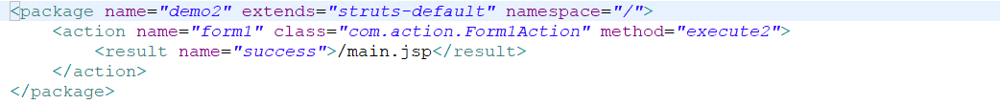 <package name="demo2" extends="struts-default" namespace="/">
<action name="form1" class="com.action.Form1Action" method="execute2">
<result name="success">/main.jsp</result>
</action>
</package>